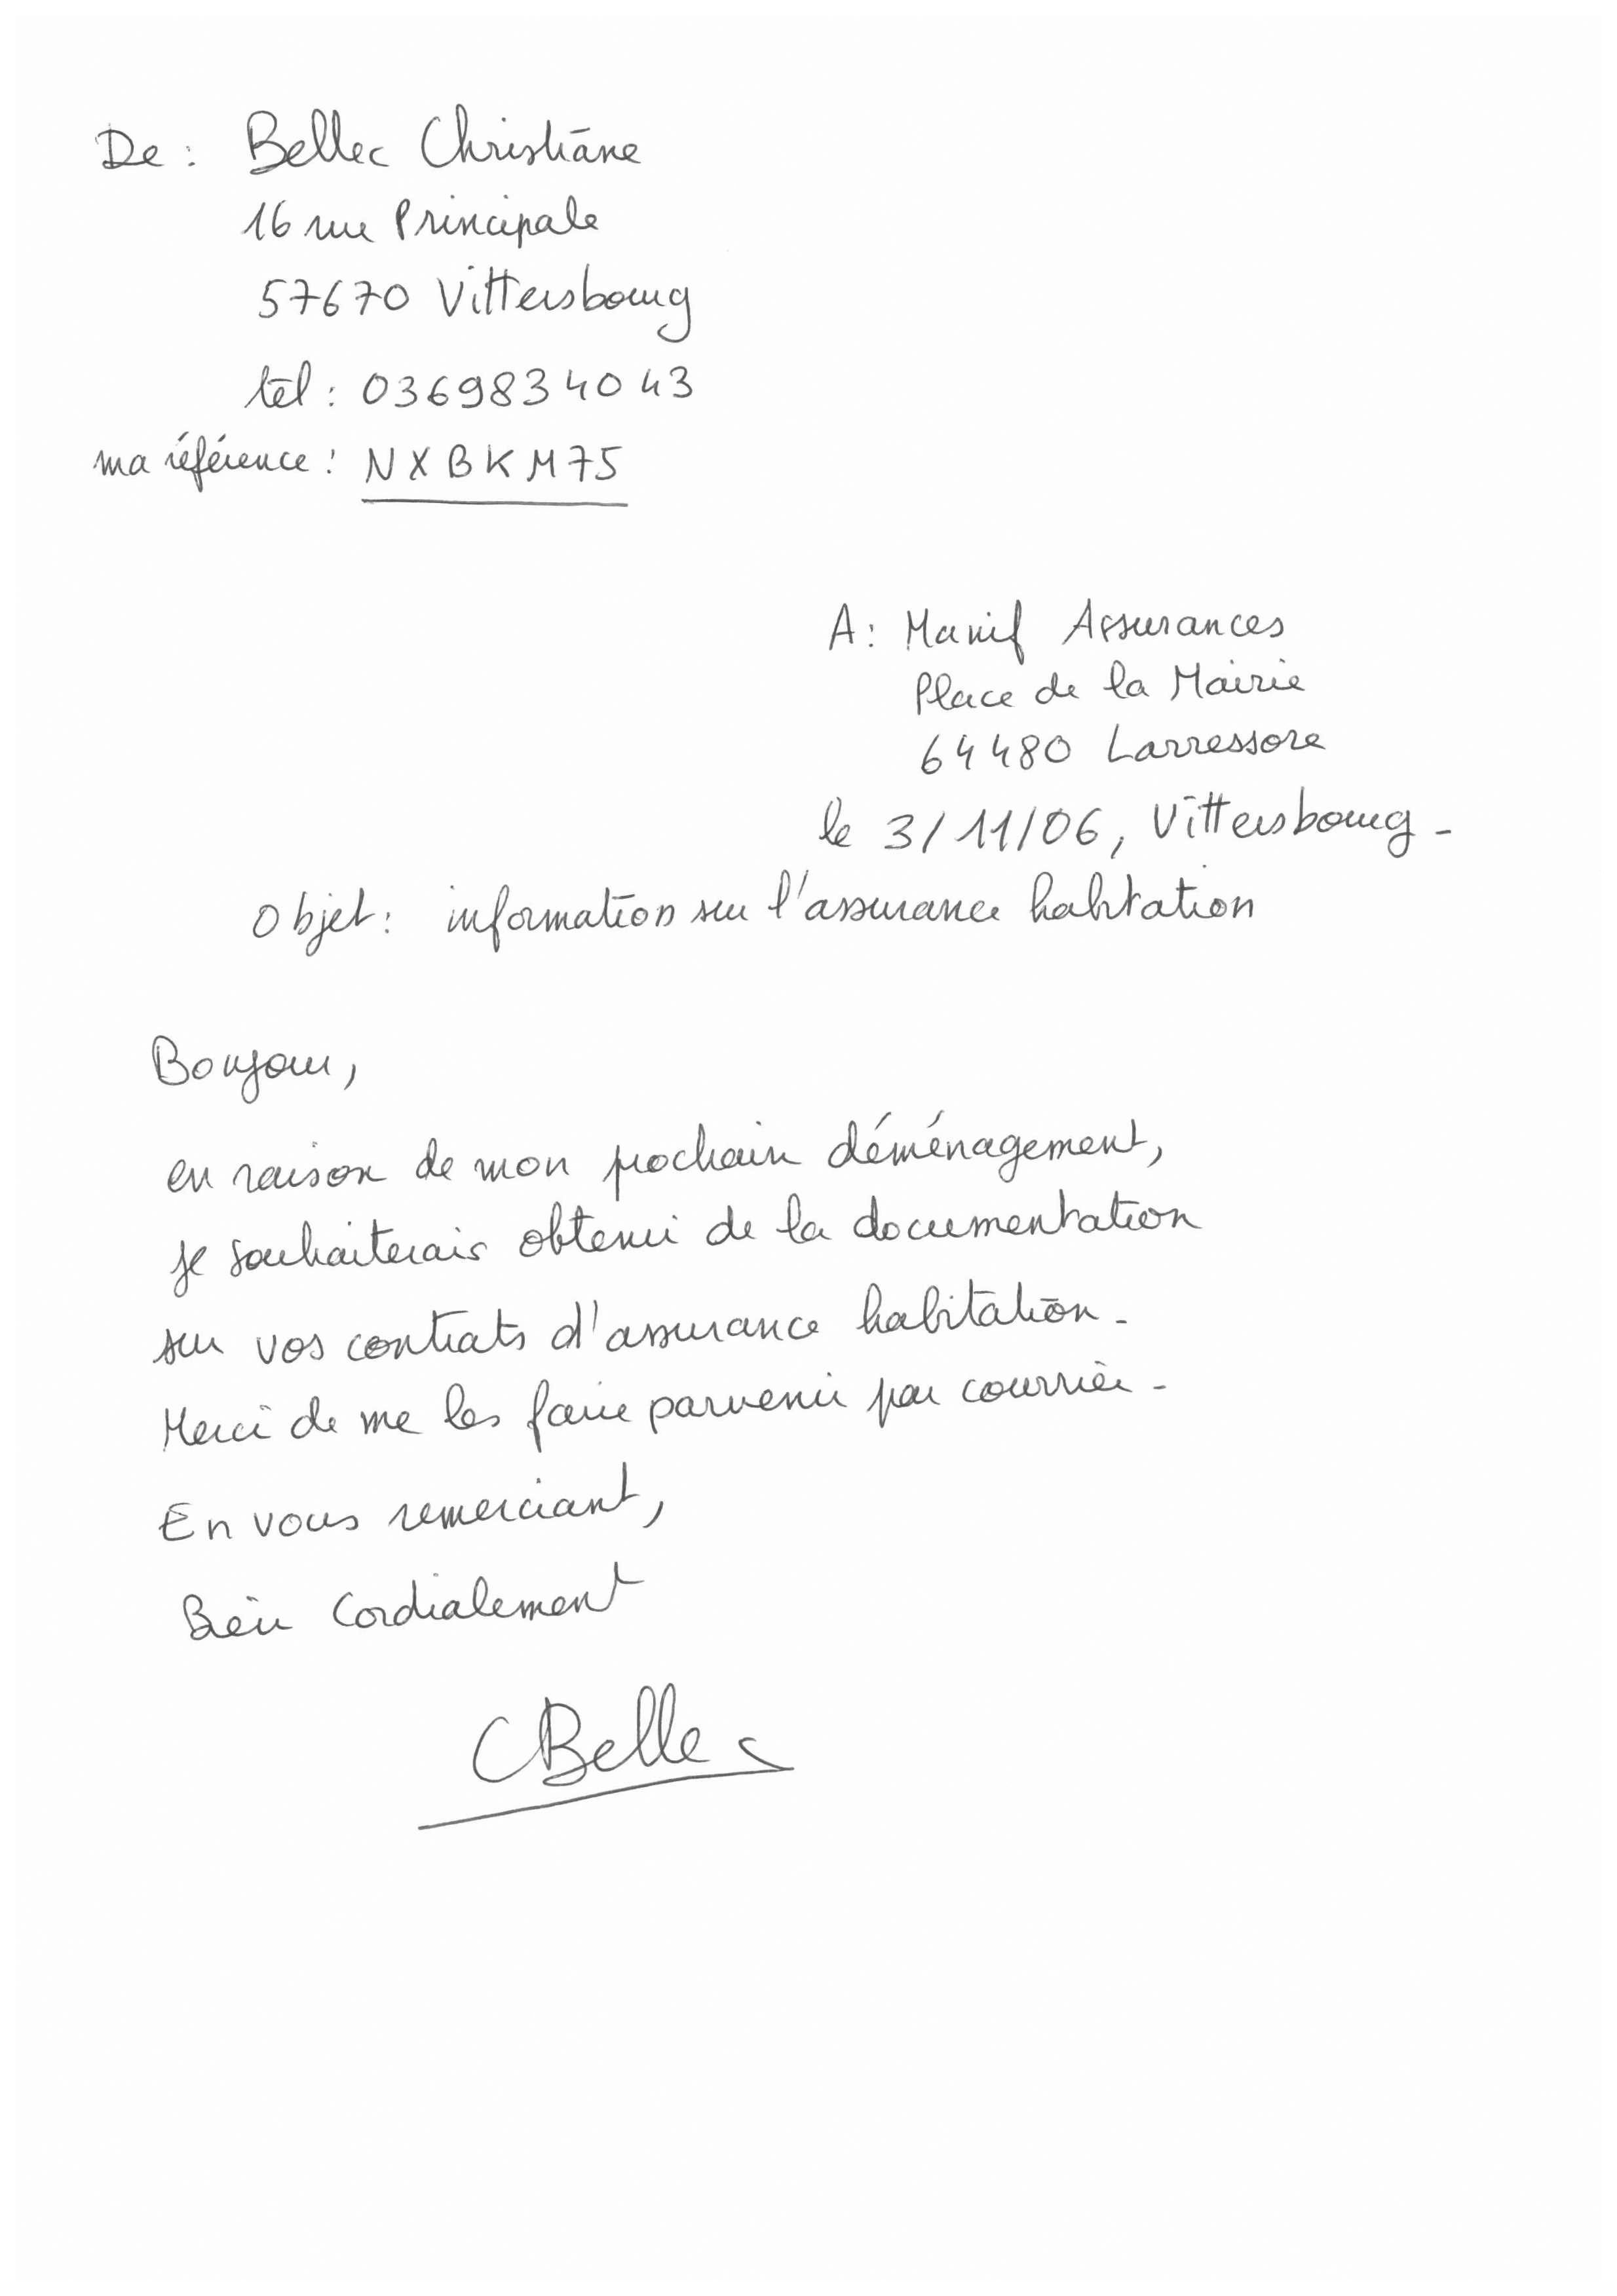 De : Bellec Christiane
16 rue Principale
57670 Vittersbourg
tél : 0369834043
ma référence : NXBKM75
A : Manif Assurances
Place de la Mairie
64480 Larressore
le 3/11/06, Vittersbourg -
Objet : information sur l'assurance habitation
Bonjour,
en raison de mon prochain déménagement,
je souhaiterais obtenir de la documentation
sur vos contrats d'assurance habitation -
Merci de me les faire parvenir par courrier -
En vous remerciant,
Bien Cordialement
CBellec